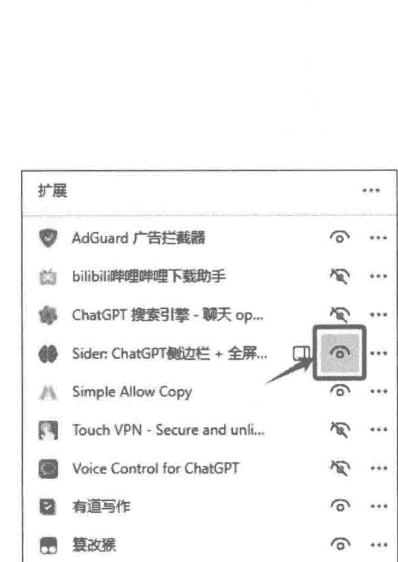 扩展
AdGuard 广告拦截器
bilibili哔哩哔哩下载助手
ChatGPT 搜索引擎 - 聊天 op...
Sider: ChatGPT侧边栏 + 全屏...
Simple Allow Copy
Touch VPN - Secure and unli...
Voice Control for ChatGPT
有道写作
篡改猴